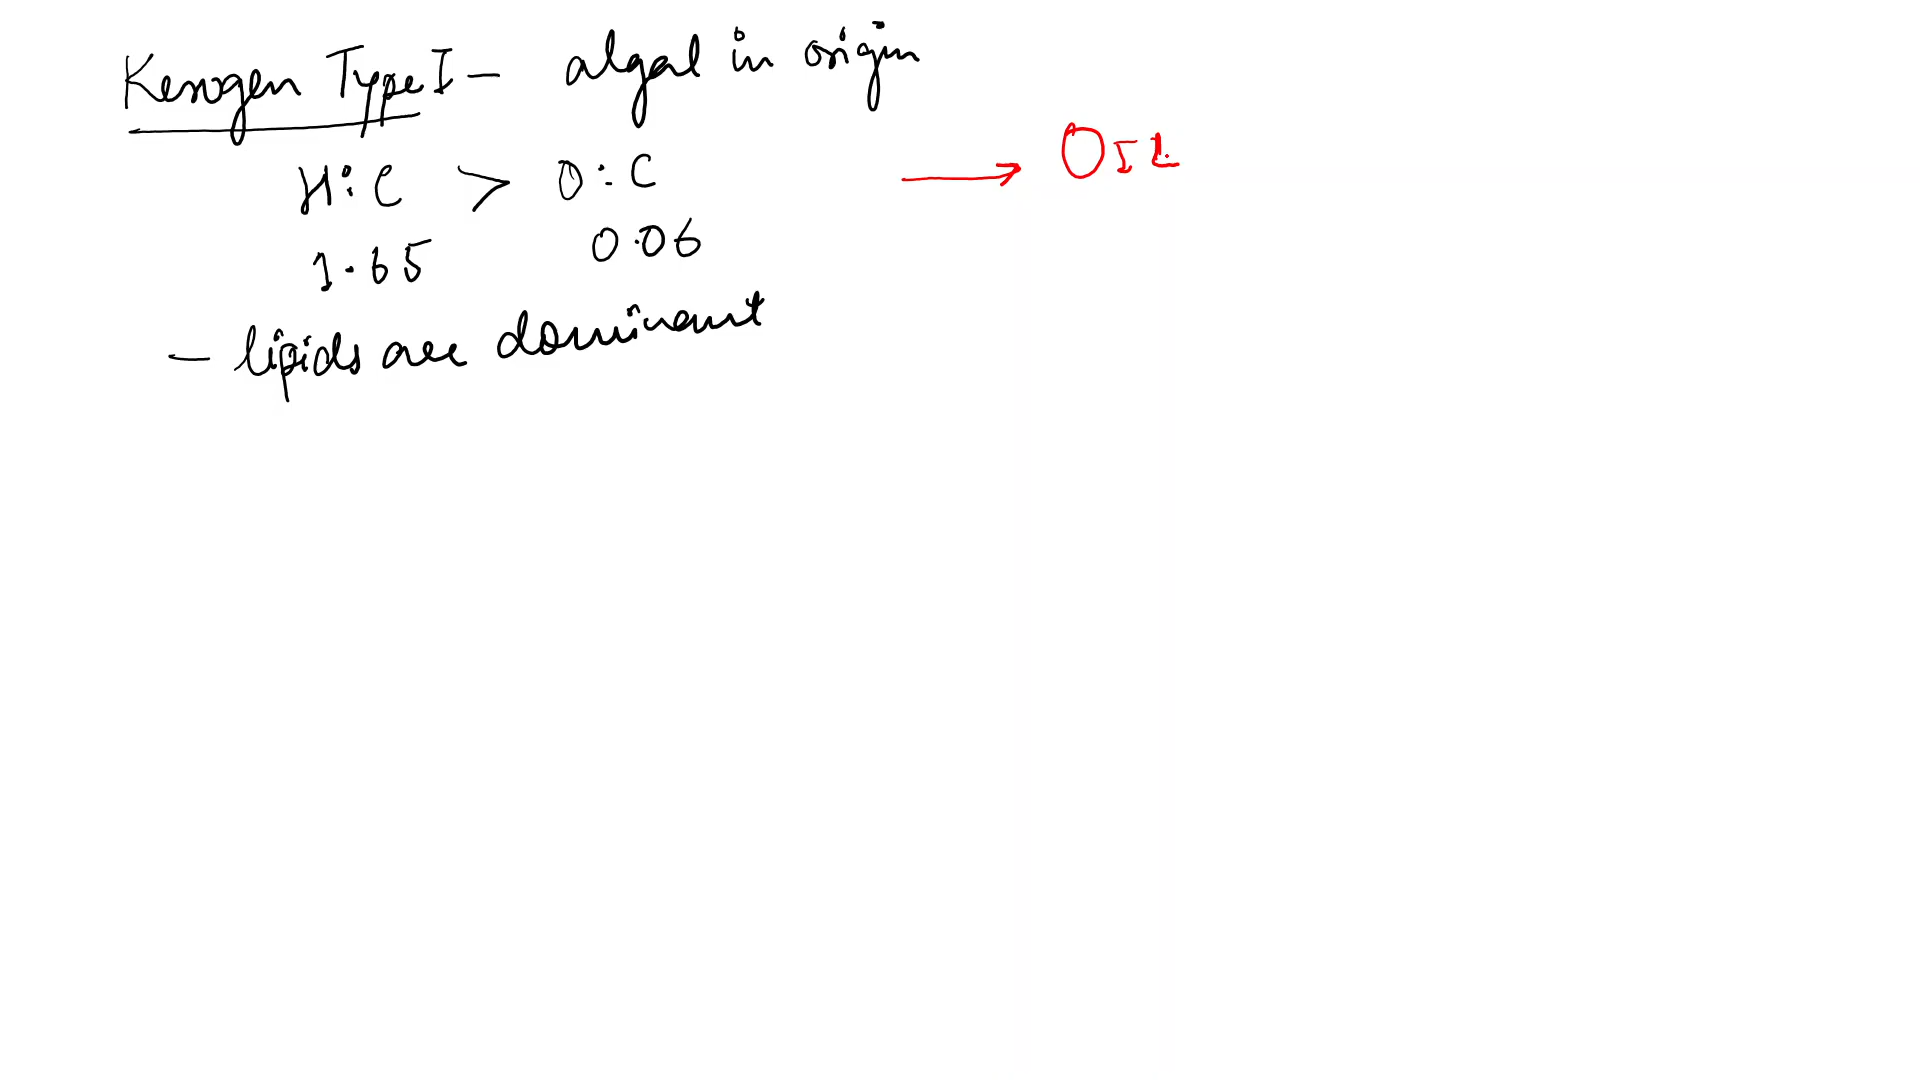 Kerogen Type I - algal in origin
H:C > O:C → OIL
1.65 0.06
- lipids are dominant